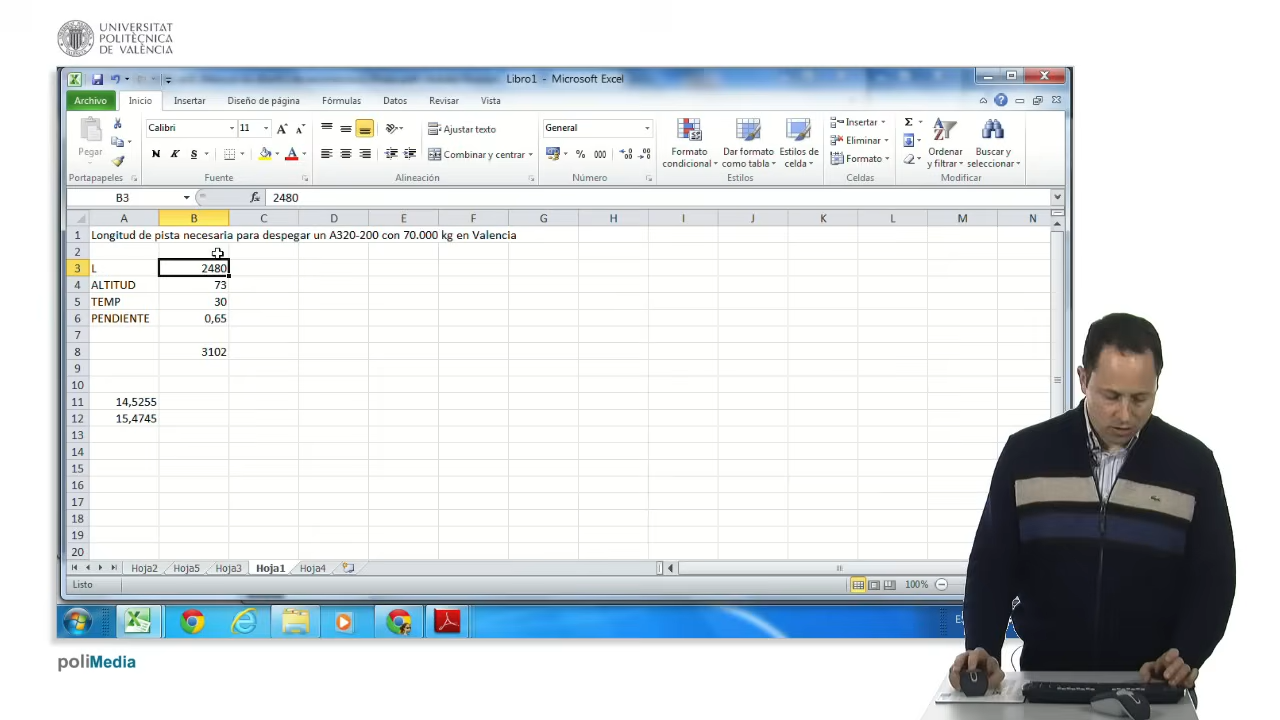 UNIVERSITAT
POLITÈCNICA
DE VALÈNCIA
Libro1 - Microsoft Excel
Archivo Inicio Insertar Diseño de página Fórmulas Datos Revisar Vista
Pegar
Calibri 11
N K S
Ajustar texto
Combinar y centrar
General
% 000
Formato condicional
Dar formato como tabla
Estilos de celda
Insertar
Eliminar
Formato
Ordenar y filtrar
Buscar y seleccionar
Portapapeles Fuente Alineación Número Estilos Celdas Modificar
B3 fx 2480
A B C D E F G H I J K L M N
1 Longitud de pista necesaria para despegar un A320-200 con 70.000 kg en Valencia
2
3 L 2480
4 ALTITUD 73
5 TEMP 30
6 PENDIENTE 0,65
7
8 3102
9
10
11 14,5255
12 15,4745
13
14
15
16
17
18
19
20
Hoja2 Hoja5 Hoja3 Hoja1 Hoja4
Listo 100%
poliMedia